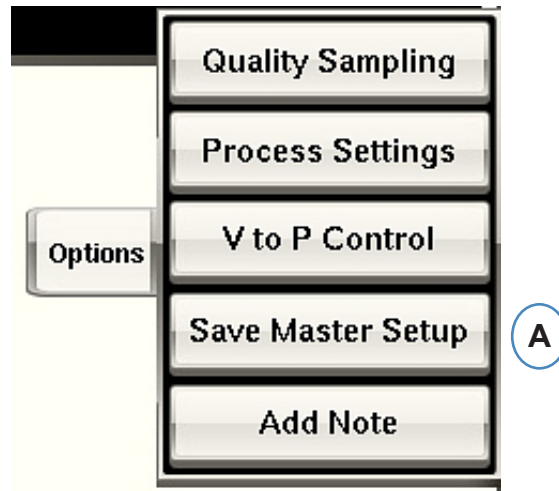 Quality Sampling
Process Settings
Options
V to P Control
Save Master Setup
A
Add Note